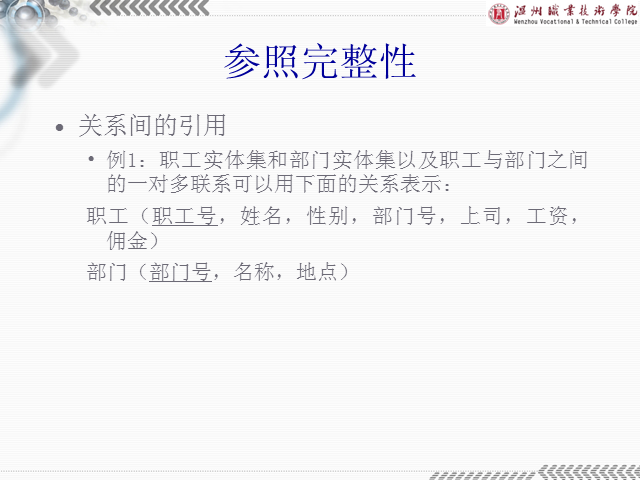 温州職業技術學院
Wenzhou Vocational & Technical College
参照完整性
• 关系间的引用
• 例1：职工实体集和部门实体集以及职工与部门之间
的一对多联系可以用下面的关系表示：
职工（职工号，姓名，性别，部门号，上司，工资，
佣金）
部门（部门号，名称，地点）